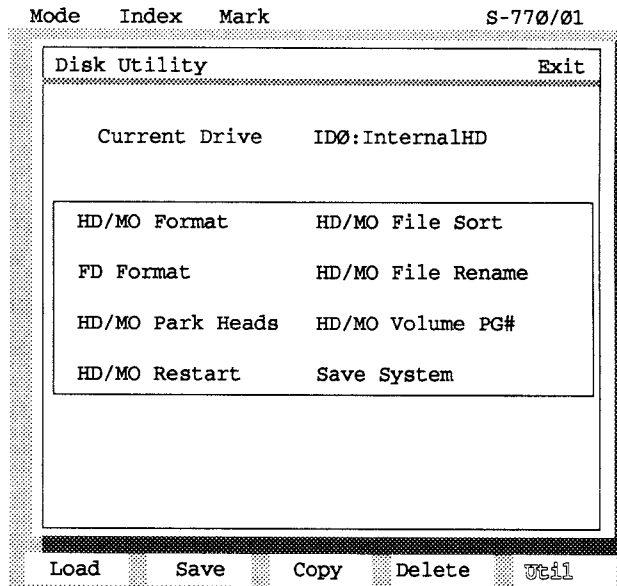 Mode Index Mark S-770/01
Disk Utility Exit
Current Drive ID0:InternalHD
HD/MO Format HD/MO File Sort
FD Format HD/MO File Rename
HD/MO Park Heads HD/MO Volume PG#
HD/MO Restart Save System
Load Save Copy Delete Util